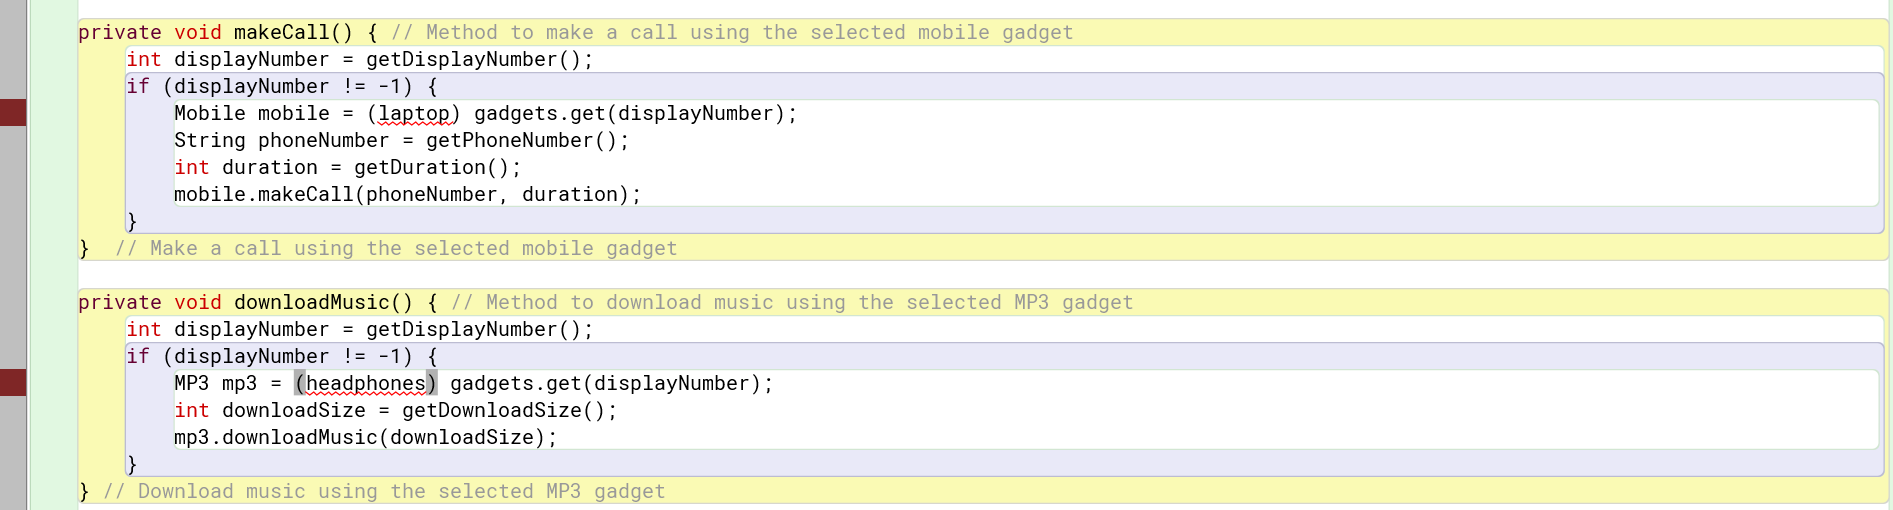 private void makeCall() { // Method to make a call using the selected mobile gadget
int displayNumber = getDisplayNumber();
if (displayNumber != -1) {
Mobile mobile = (laptop) gadgets.get(displayNumber);
String phoneNumber = getPhoneNumber();
int duration = getDuration();
mobile.makeCall(phoneNumber, duration);
}
} // Make a call using the selected mobile gadget
private void downloadMusic() { // Method to download music using the selected MP3 gadget
int displayNumber = getDisplayNumber();
if (displayNumber != -1) {
MP3 mp3 = (headphones) gadgets.get(displayNumber);
int downloadSize = getDownloadSize();
mp3.downloadMusic(downloadSize);
}
} // Download music using the selected MP3 gadget